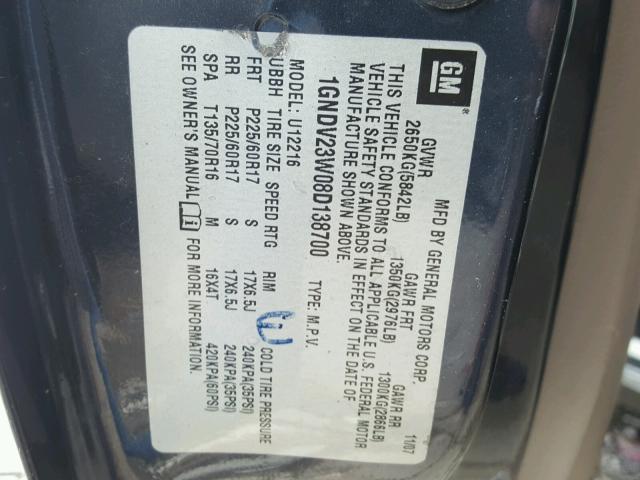 GM
MFD BY GENERAL MOTORS CORP. 11/07
GVWR GAWR FRT GAWR RR
2650KG(5842LB) 1350KG(2976LB) 1300KG(2866LB)
THIS VEHICLE CONFORMS TO ALL APPLICABLE U.S. FEDERAL MOTOR
VEHICLE SAFETY STANDARDS IN EFFECT ON THE DATE OF
MANUFACTURE SHOWN ABOVE.
1GNDV23W08D138700 TYPE: M.P.V.
MODEL: U12216
UBBH TIRE SIZE SPEED RTG RIM COLD TIRE PRESSURE
FRT P225/60R17 S 17X6.5J 240KPA(35PSI)
RR P225/60R17 S 17X6.5J 240KPA(35PSI)
SPA T135/70R16 M 16X4T 420KPA(60PSI)
SEE OWNER'S MANUAL FOR MORE INFORMATION.